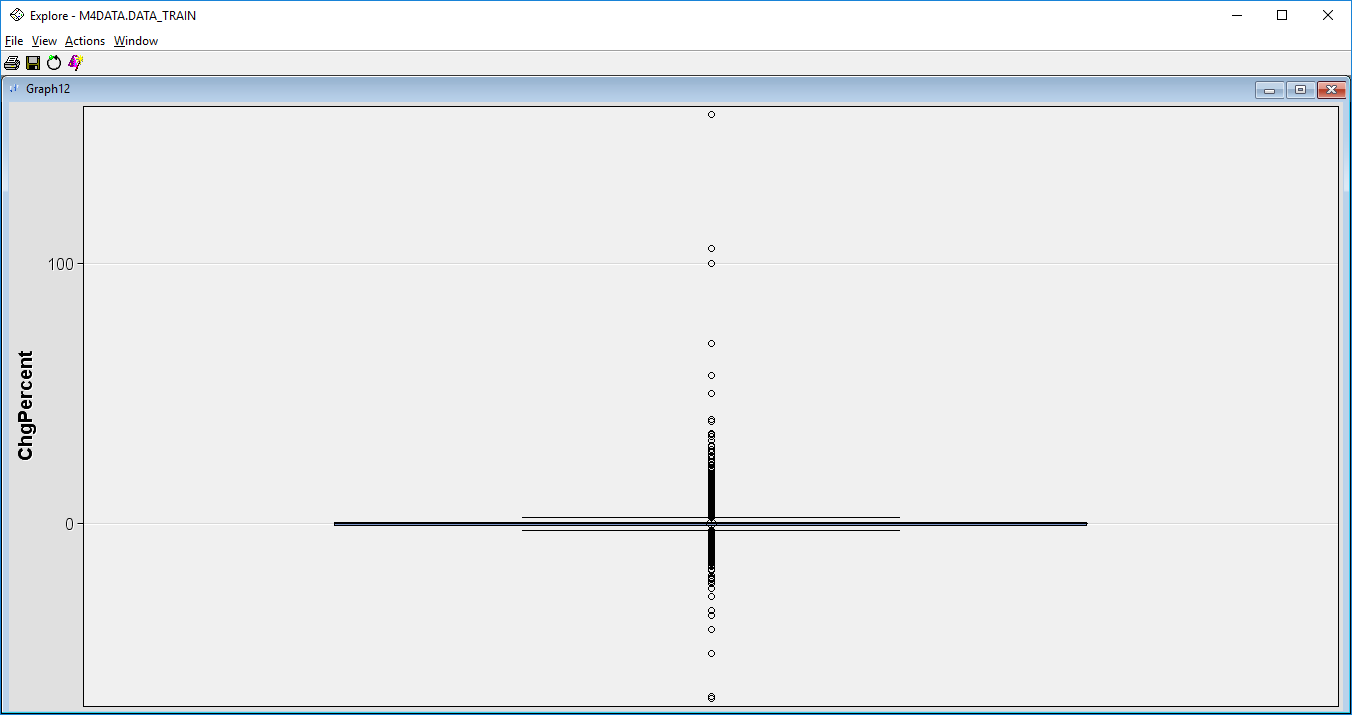 Explore - M4DATA.DATA_TRAIN
File View Actions Window
Graph12
100
ChgPercent
0